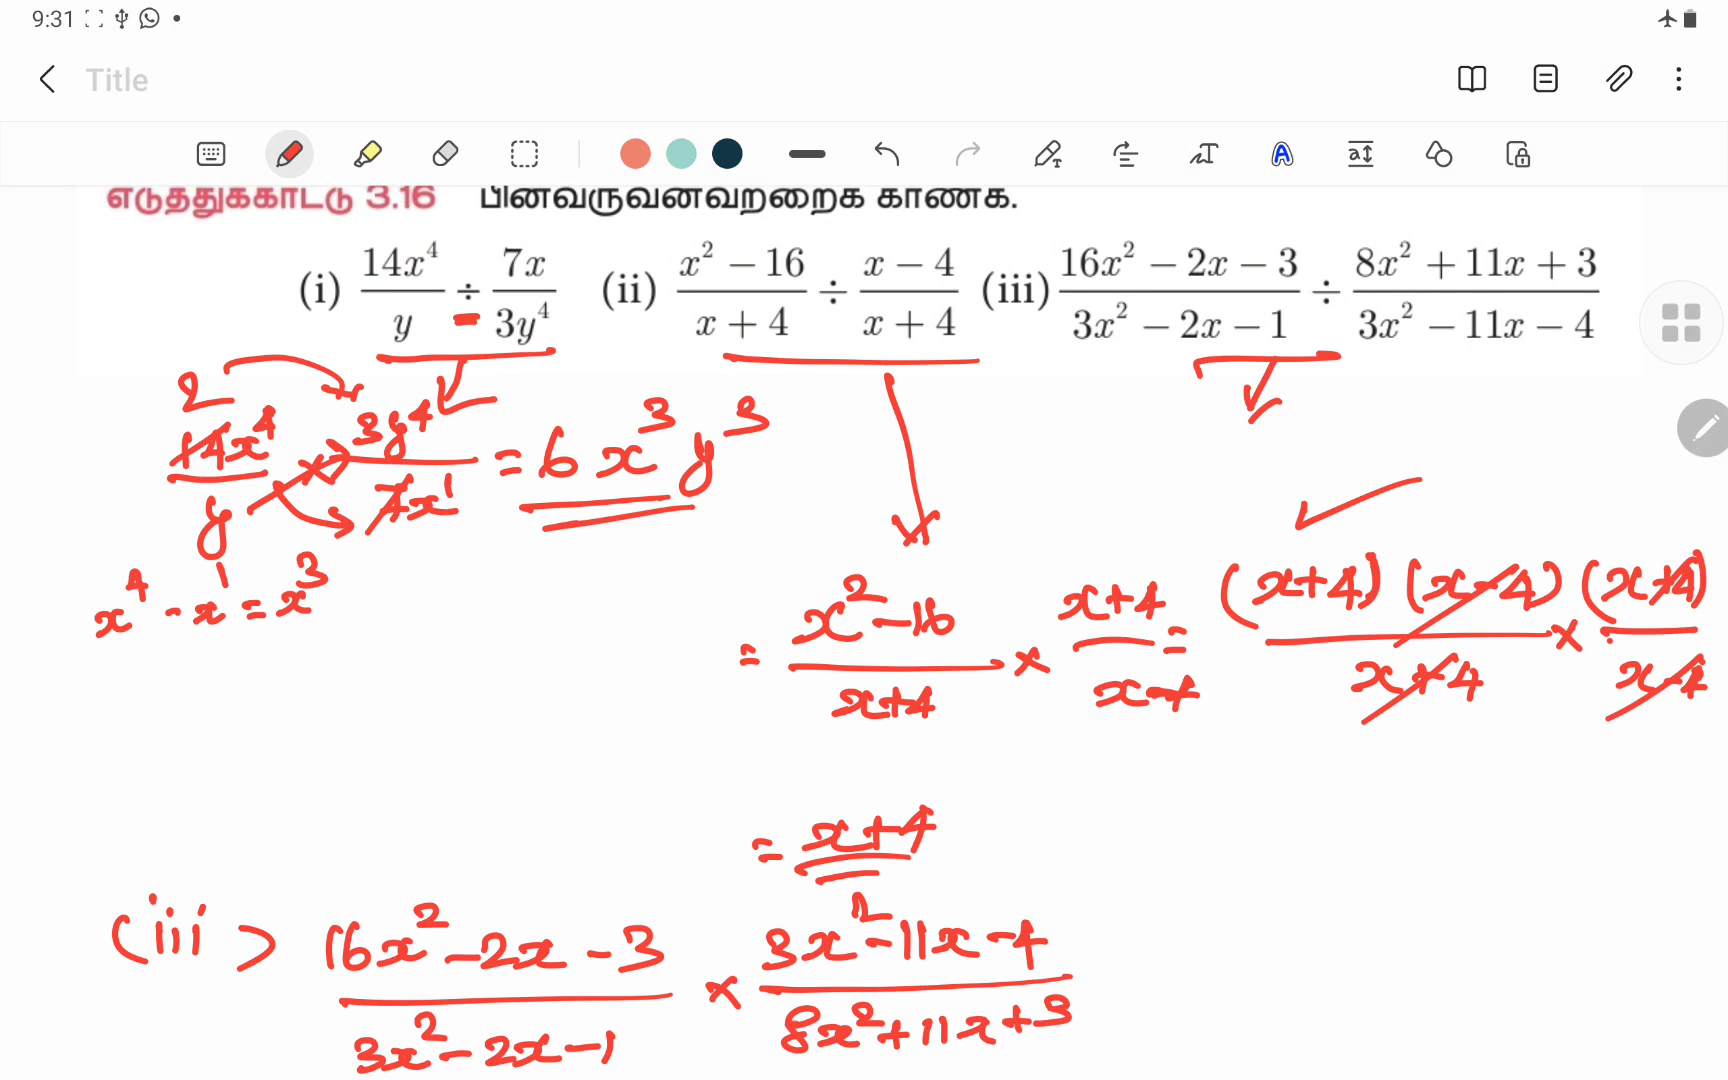 9:31
Title
எடுத்துக்காட்டு 3.16 பின்வருவனவற்றைக் காண்க.
(i) 14x⁴/y ÷ 7x/3y⁴ (ii) x² − 16/x + 4 ÷ x − 4/x + 4 (iii) 16x² − 2x − 3/3x² − 2x − 1 ÷ 8x² + 11x + 3/3x² − 11x − 4
2
14x⁴/y × 3y⁴/7x¹ = 6x³y³
x⁴ - x¹ = x³
= x² - 16/x+4 × x+4/x-4 = (x+4)(x-4)/x+4 × (x+4)/x-4
= x+4
(iii) 16x² - 2x - 3/3x² - 2x - 1 × 3x² - 11x - 4/8x² + 11x + 3